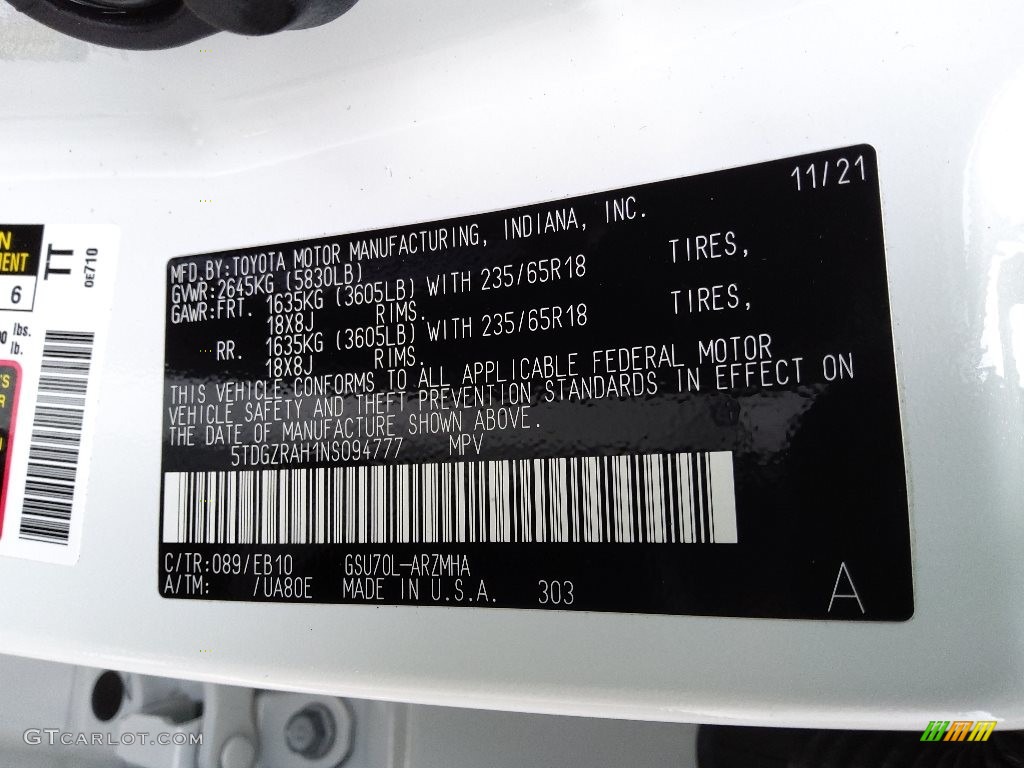 11/21
MFD.BY:TOYOTA MOTOR MANUFACTURING, INDIANA, INC.
GVWR:2645KG (5830LB)
GAWR:FRT. 1635KG (3605LB) WITH 235/65R18 TIRES,
18X8J RIMS.
RR. 1635KG (3605LB) WITH 235/65R18 TIRES,
18X8J RIMS.
THIS VEHICLE CONFORMS TO ALL APPLICABLE FEDERAL MOTOR
VEHICLE SAFETY AND THEFT PREVENTION STANDARDS IN EFFECT ON
THE DATE OF MANUFACTURE SHOWN ABOVE.
5TDGZRAH1NS094777 MPV
C/TR:089/EB10 GSU70L-ARZMHA
A/TM: /UA80E MADE IN U.S.A. 303
A
TT
0E710
6
lbs.
lb.
GTCARLOT.COM